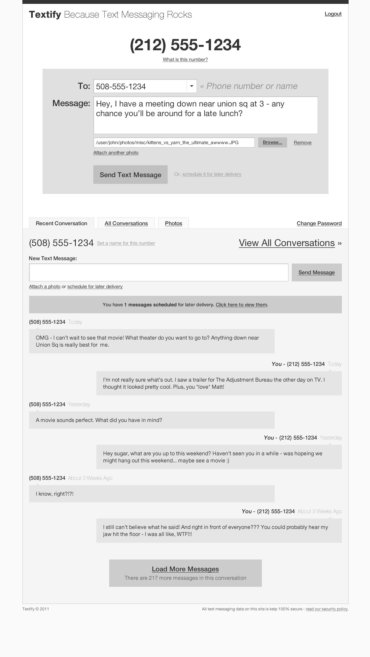 Textify Because Text Messaging Rocks
Logout
(212) 555-1234
What is this number?
To: 508-555-1234 « Phone number or name
Message: Hey, I have a meeting down near union sq at 3 - any
chance you'll be around for a late lunch?
/user/john/photos/misc/kittens_vs_yarn_the_ultimate_awwww.JPG Browse... Remove
Attach another photo
Send Text Message Or, schedule it for later delivery
Recent Conversation All Conversations Photos Change Password
(508) 555-1234 Set a name for this number View All Conversations »
New Text Message:
Send Message
Attach a photo or schedule for later delivery
You have 1 messages scheduled for later delivery. Click here to view them.
(508) 555-1234 Today
OMG - I can't wait to see that movie! What theater do you want to go to? Anything down near
Union Sq is really best for me.
You - (212) 555-1234 Today
I'm not really sure what's out. I saw a trailer for The Adjustment Bureau the other day on TV. I
thought it looked pretty cool. Plus, you *love* Matt!
(508) 555-1234 Yesterday
A movie sounds perfect. What did you have in mind?
You - (212) 555-1234 Yesterday
Hey sugar, what are you up to this weekend? Haven't seen you in a while - was hopeing we
might hang out this weekend... maybe see a movie :)
(508) 555-1234 About 3 Weeks Ago
I know, right?!?!
You - (212) 555-1234 About 3 Weeks Ago
I still can't believe what he said! And right in front of everyone??? You could probably hear my
jaw hit the floor - I was all like, WTF!!!
Load More Messages
There are 217 more messages in this conversation
Textify © 2011
All text messaging data on this site is kept 100% secure - read our security policy.